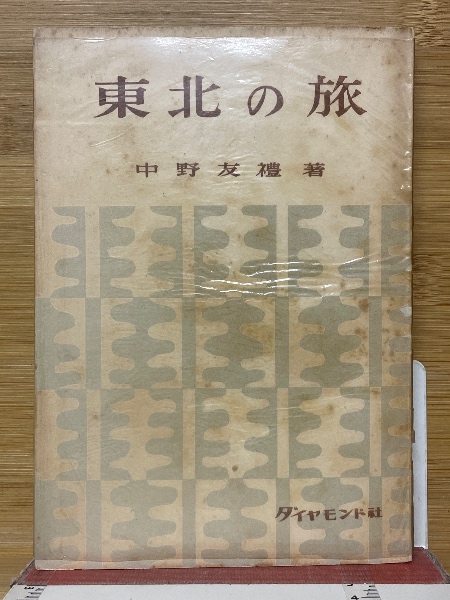 東北の旅
中野友禮著
ダイヤモンド社